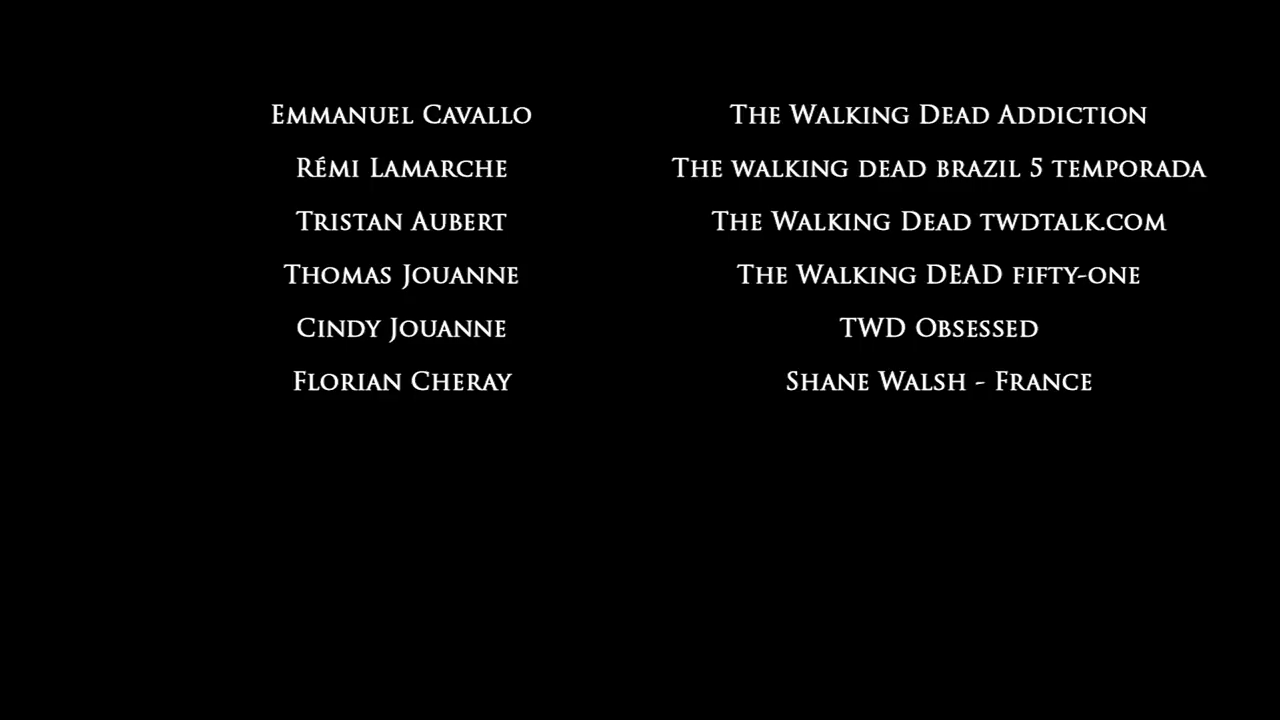 Emmanuel Cavallo
Rémi Lamarche
Tristan Aubert
Thomas Jouanne
Cindy Jouanne
Florian Cheray
The Walking Dead Addiction
The walking dead brazil 5 temporada
The Walking Dead twdtalk.com
The Walking DEAD fifty-one
TWD Obsessed
Shane Walsh - France